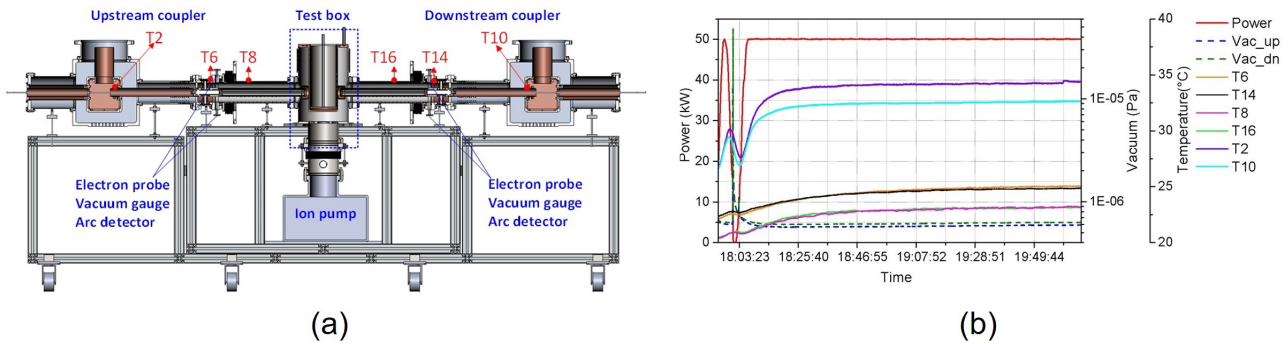 Upstream coupler
Test box
Downstream coupler
T2
T10
T6
T8
T16
T14
Electron probe
Vacuum gauge
Arc detector
Ion pump
Electron probe
Vacuum gauge
Arc detector
(a)
Power (kW)
50
40
30
20
10
0
18:03:23
18:25:40
18:46:55
19:07:52
19:28:51
19:49:44
Time
1E-05
1E-06
Vacuum (Pa)
40
35
30
25
20
Temperature(°C)
Power
Vac_up
Vac_dn
T6
T14
T8
T16
T2
T10
(b)